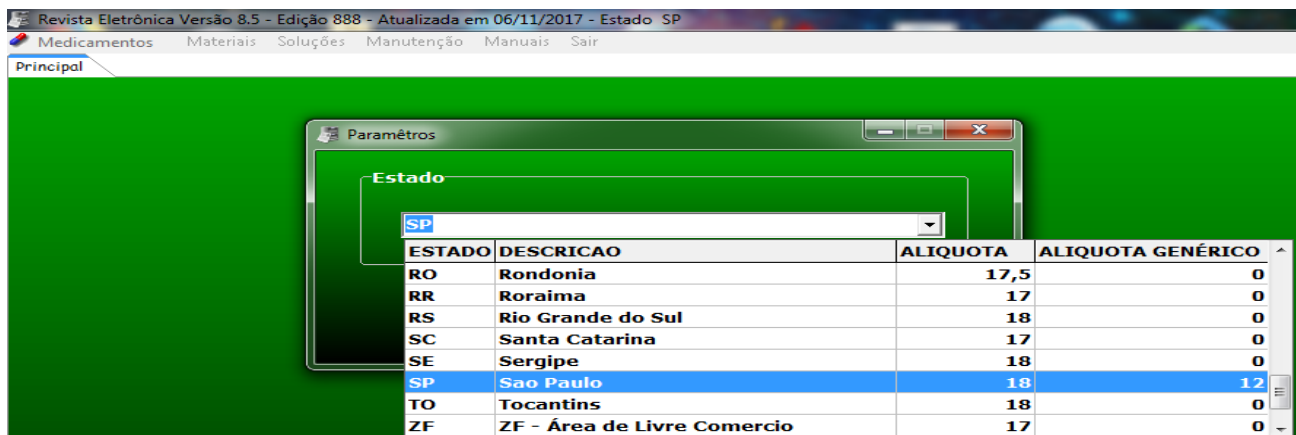 Revista Eletrônica Versão 8.5 - Edição 888 - Atualizada em 06/11/2017 - Estado SP
Medicamentos Materiais Soluções Manutenção Manuais Sair
Principal
Paramêtros
Estado
SP
ESTADO DESCRICAO ALIQUOTA ALIQUOTA GENÉRICO
RO Rondonia 17,5 0
RR Roraima 17 0
RS Rio Grande do Sul 18 0
SC Santa Catarina 17 0
SE Sergipe 18 0
SP Sao Paulo 18 12
TO Tocantins 18 0
ZF ZF - Área de Livre Comercio 17 0